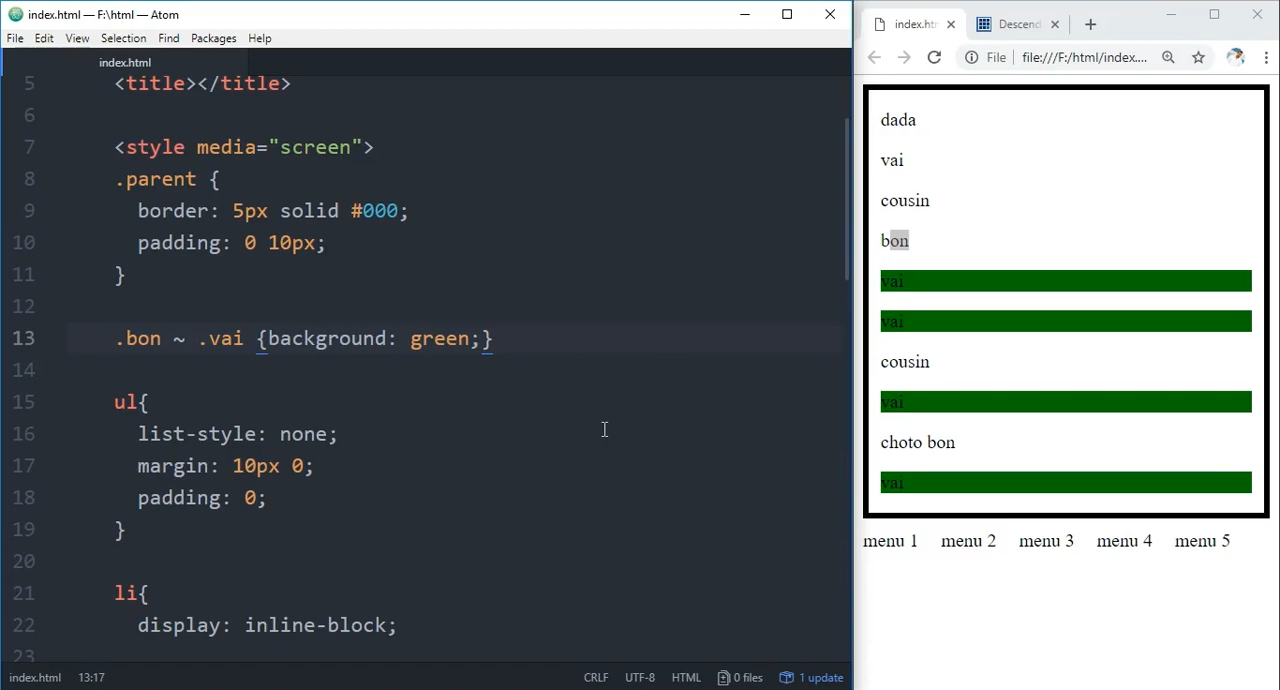 index.html — F:\html — Atom
File Edit View Selection Find Packages Help
index.html
5 <title></title>
6
7 <style media="screen">
8 .parent {
9 border: 5px solid #000;
10 padding: 0 10px;
11 }
12
13 .bon ~ .vai {background: green;}
14
15 ul{
16 list-style: none;
17 margin: 10px 0;
18 padding: 0;
19 }
20
21 li{
22 display: inline-block;
23
index.html 13:17 CRLF UTF-8 HTML 0 files 1 update
index.htm Descend
File file:///F:/html/index....
dada
vai
cousin
bon
vai
vai
cousin
vai
choto bon
vai
menu 1 menu 2 menu 3 menu 4 menu 5